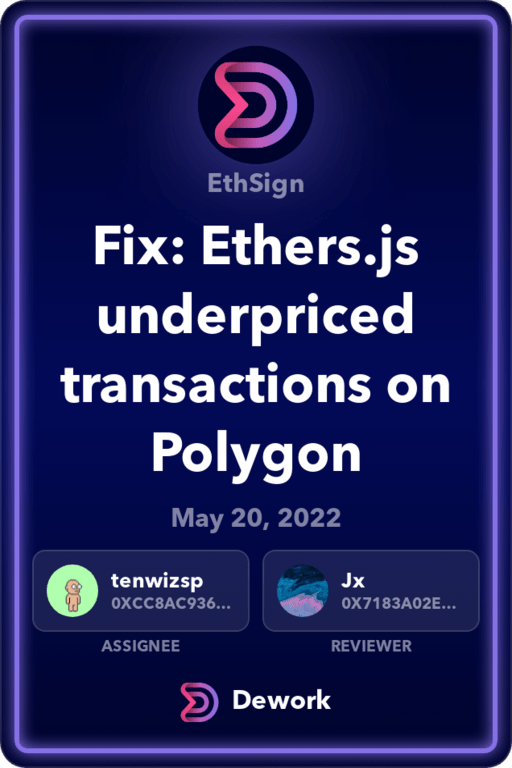 EthSign
Fix: Ethers.js
underpriced
transactions on
Polygon
May 20, 2022
tenwizsp
0XCC8AC936...
Jx
0X7183A02E...
ASSIGNEE
REVIEWER
Dework